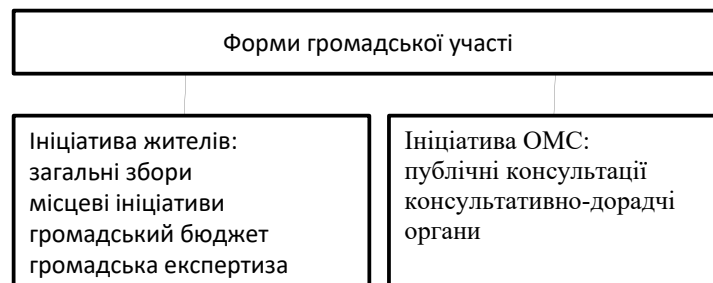 Форми громадської участі
Ініціатива жителів:
загальні збори
місцеві ініціативи
громадський бюджет
громадська експертиза
Ініціатива ОМС:
публічні консультації
консультативно-дорадчі
органи